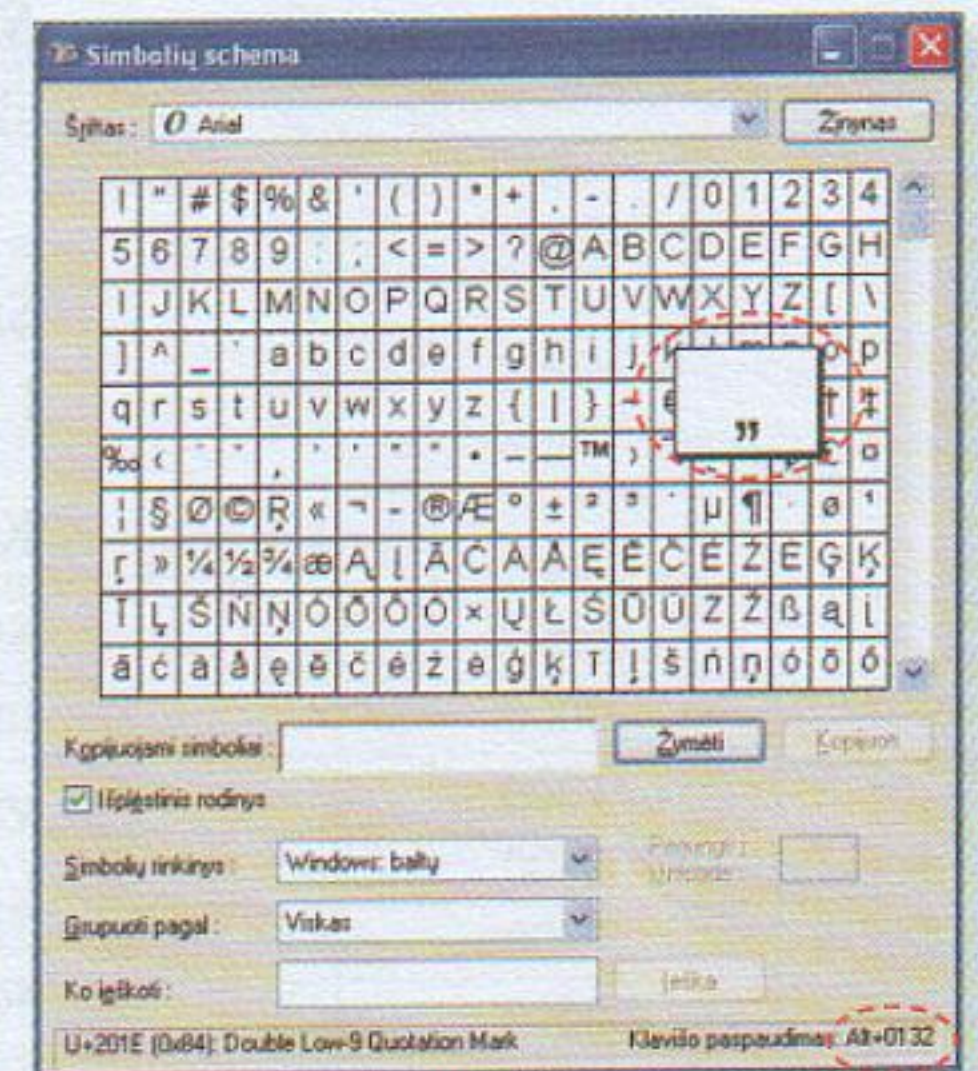 Simbolių schema
Šriftas: O Arial Žinynas
! " # $ % & ' ( ) * + , - . / 0 1 2 3 4
5 6 7 8 9 : ; < = > ? @ A B C D E F G H
I J K L M N O P Q R S T U V W X Y Z [ \
] ^ _ ` a b c d e f g h i j k l m n o p
q r s t u v w x y z { | } „ † ‡
‰ ‹ ¨ ˇ ¸ ‘ ’ “ ” • – — ™ › ¤
¦ § Ø © Ŗ « ¬ - ® Æ ° ± ² ³ ´ µ ¶ · ø ¹
ŗ » ¼ ½ ¾ æ Ą Į Ā Ć Ä Å Ę Ē Č É Ź Ė Ģ Ķ
Ī Ļ Š Ń Ņ Ó Ō Õ Ö × Ų Ł Ś Ū Ü Ż Ž ß ą į
ā ć ä å ę ē č é ź ė ģ ķ ī ļ š ń ņ ó ō õ
Kopijuojami simboliai: Žymėti Kopijuoti
Išplėstinis rodinys
Simbolių rinkinys: Windows: baltų
Grupuoti pagal: Viskas
Ko ieškoti: Ieška
U+201E (0x84): Double Low-9 Quotation Mark Klavišo paspaudimas: Alt+0132